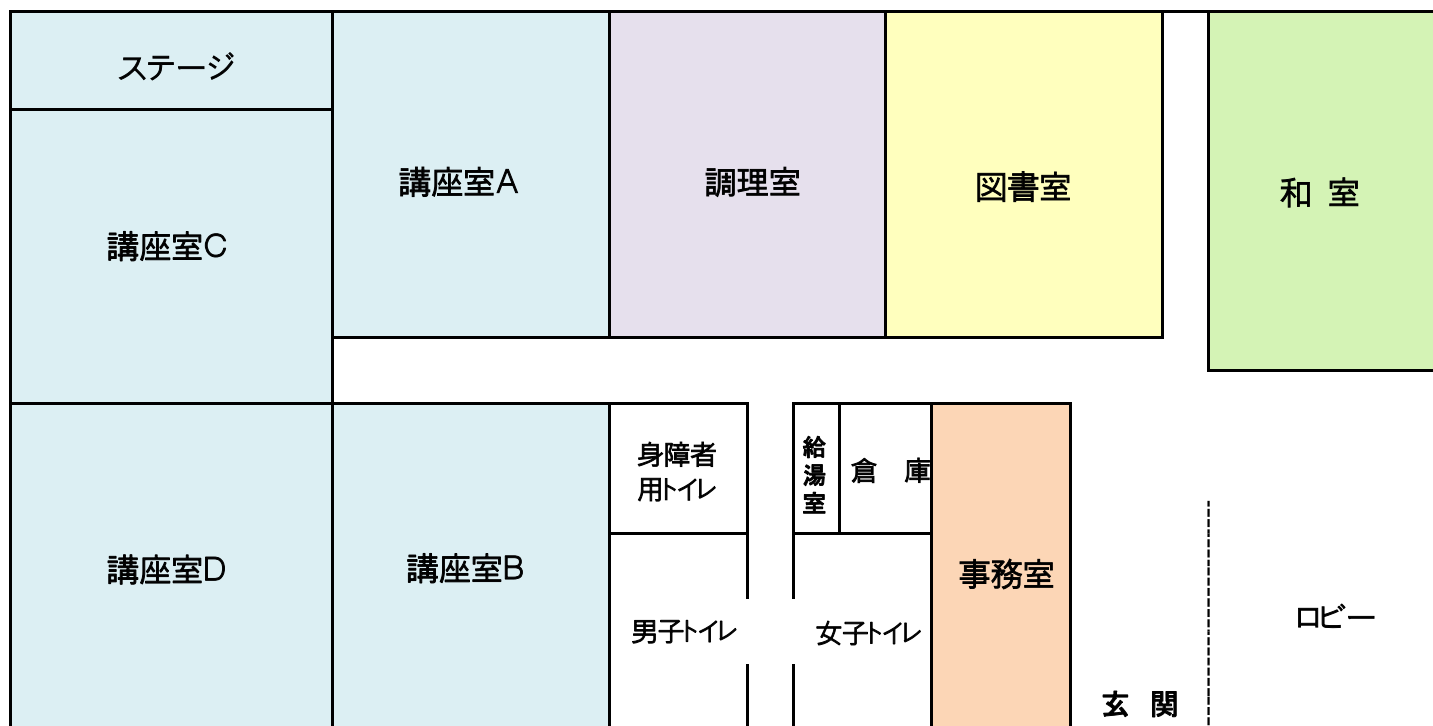 ステージ
講座室A
調理室
図書室
和 室
講座室C
身障者
用トイレ
給
湯
室
倉 庫
講座室D
講座室B
事務室
男子トイレ
女子トイレ
ロビー
玄 関